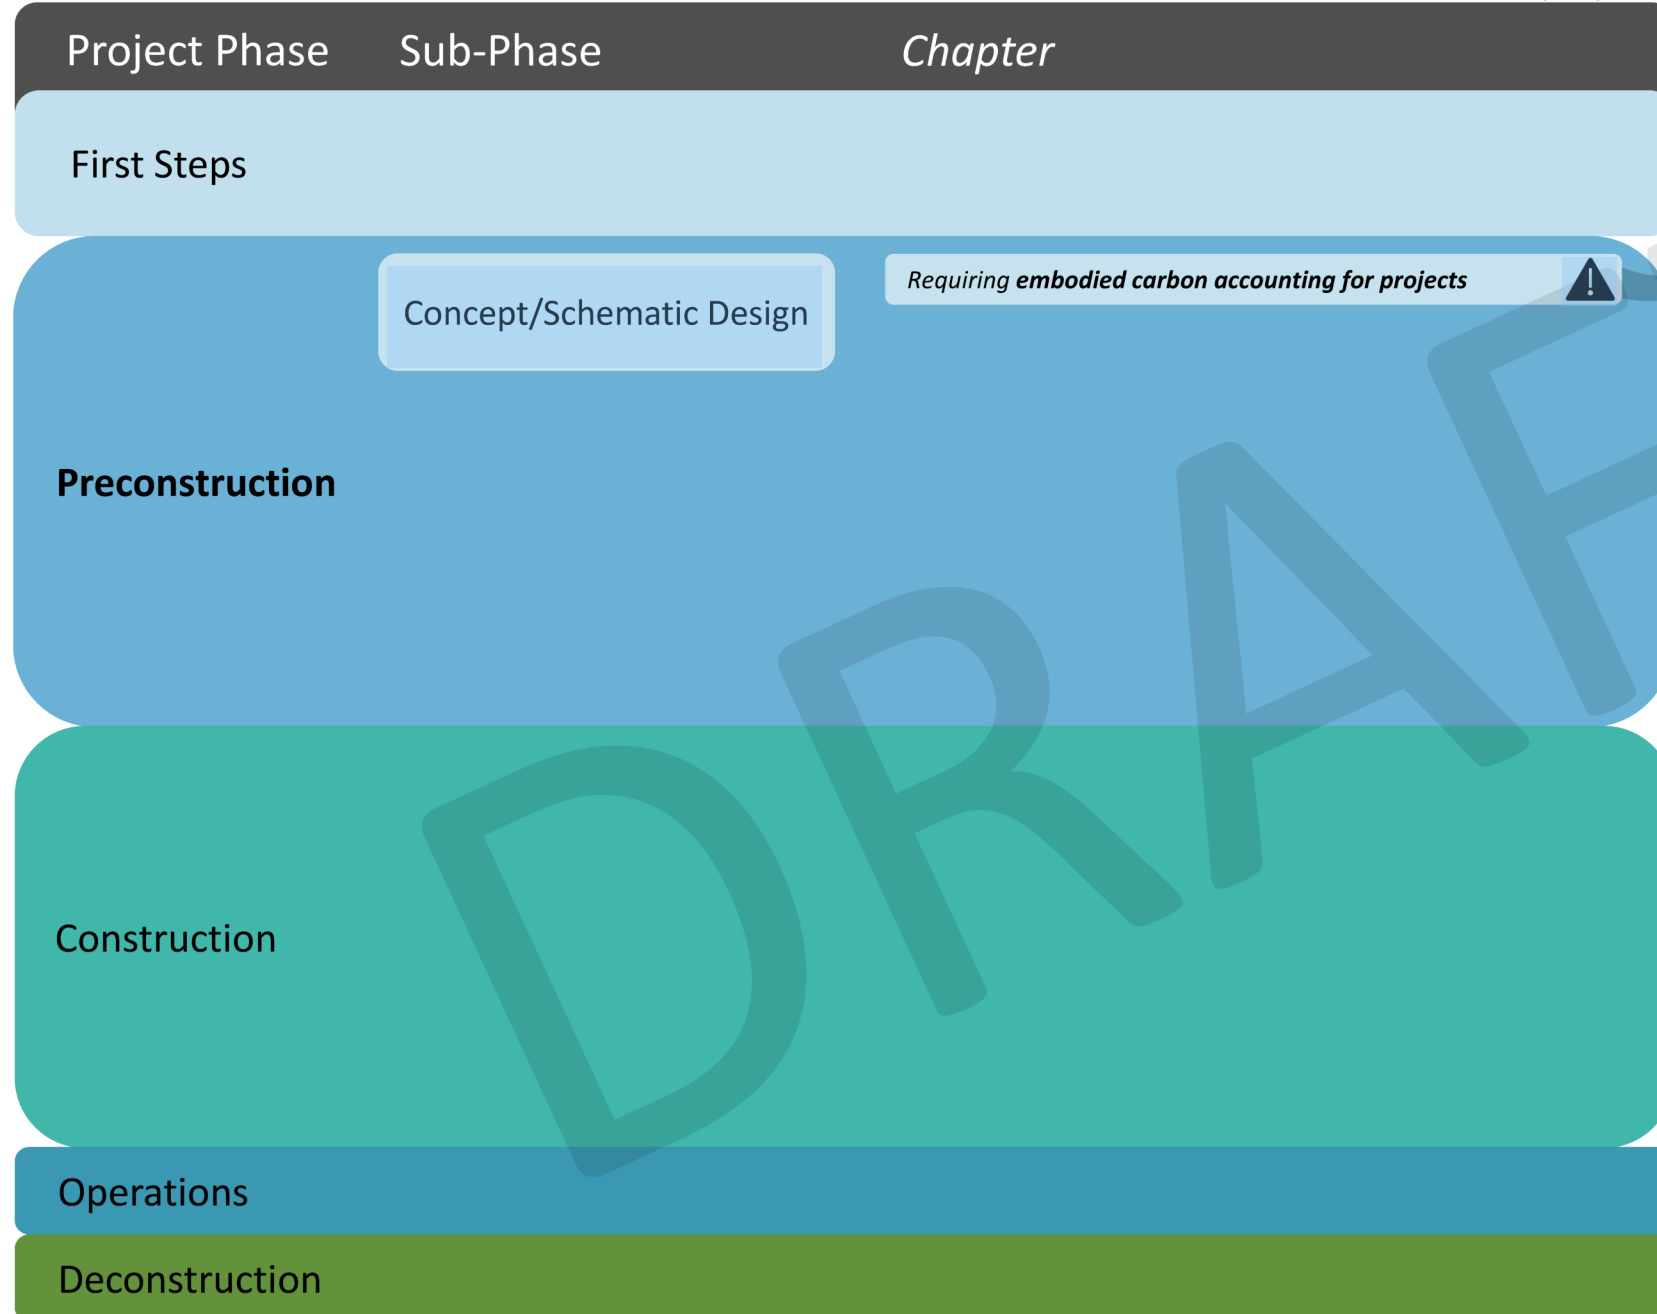 Project Phase Sub-Phase Chapter
First Steps
Requiring embodied carbon accounting for projects
Concept/Schematic Design
Preconstruction
Construction
Operations
Deconstruction
DRAF